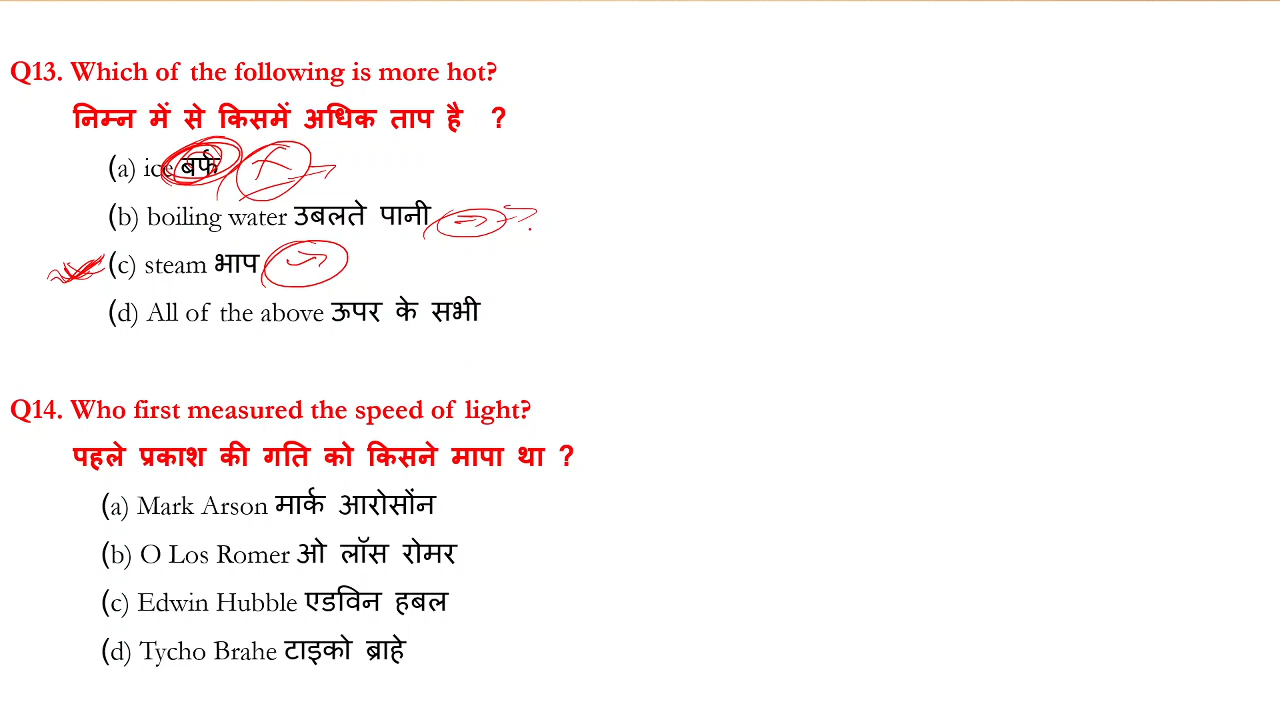 Q13. Which of the following is more hot?
निम्न में से किसमें अधिक ताप है ?
(a) ice बर्फ
(b) boiling water उबलते पानी
(c) steam भाप
(d) All of the above ऊपर के सभी
Q14. Who first measured the speed of light?
पहले प्रकाश की गति को किसने मापा था ?
(a) Mark Arson मार्क आरोसोंन
(b) O Los Romer ओ लॉस रोमर
(c) Edwin Hubble एडविन हबल
(d) Tycho Brahe टाइको ब्राहे